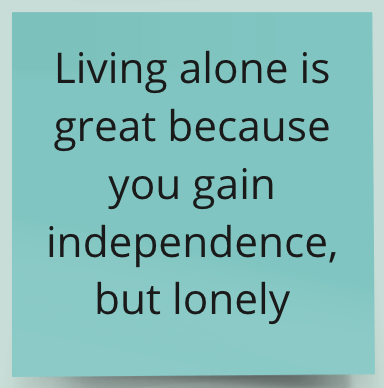 Living alone is
great because
you gain
independence,
but lonely